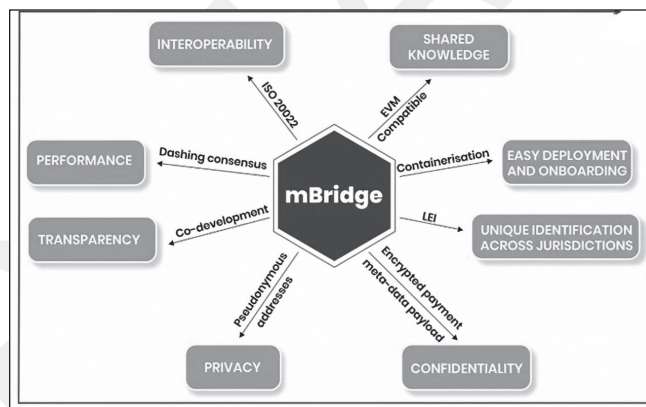 INTEROPERABILITY
SHARED
KNOWLEDGE
ISO 20022
EVM
Compatible
PERFORMANCE
Dashing consensus
Containerisation
EASY DEPLOYMENT
AND ONBOARDING
mBridge
TRANSPARENCY
Co-development
LEI
UNIQUE IDENTIFICATION
ACROSS JURISDICTIONS
Pseudonymous
addresses
Encrypted payment
meta-data payload
PRIVACY
CONFIDENTIALITY